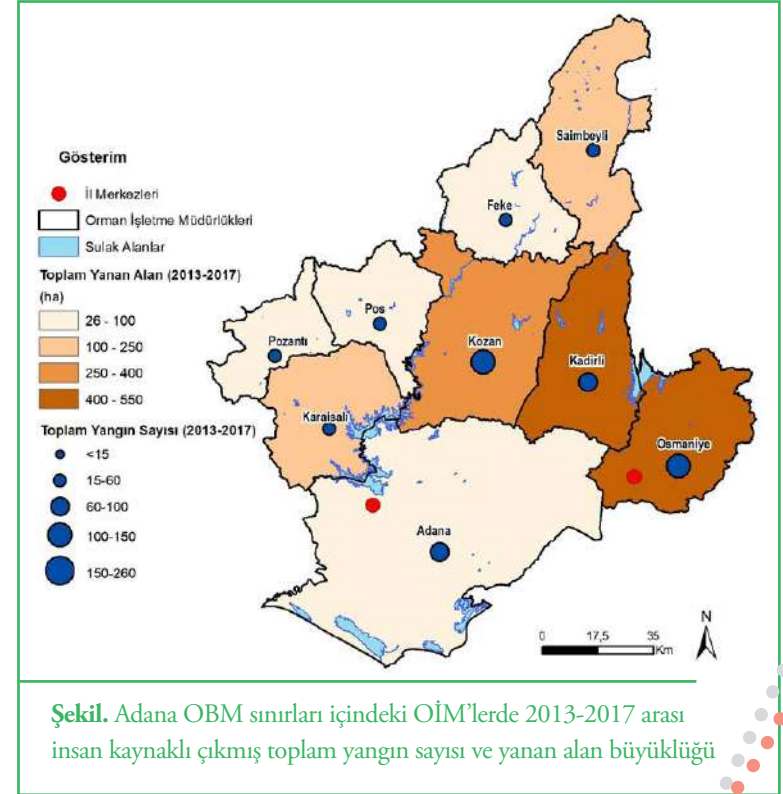 Saimbeyli
Gösterim
İl Merkezleri
Feke
Orman İşletme Müdürlükleri
Sulak Alanlar
Toplam Yanan Alan (2013-2017)
(ha)
26 - 100
Pos
100 - 250
Pozantı
Kozan
250 - 400
Kadirli
400 - 550
Karaisalı
Toplam Yangın Sayısı (2013-2017)
Osmaniye
<15
15-60
60-100
Adana
100-150
150-260
N
0 17,5 35
Km
Şekil. Adana OBM sınırları içindeki OİM’lerde 2013-2017 arası
insan kaynaklı çıkmış toplam yangın sayısı ve yanan alan büyüklüğü